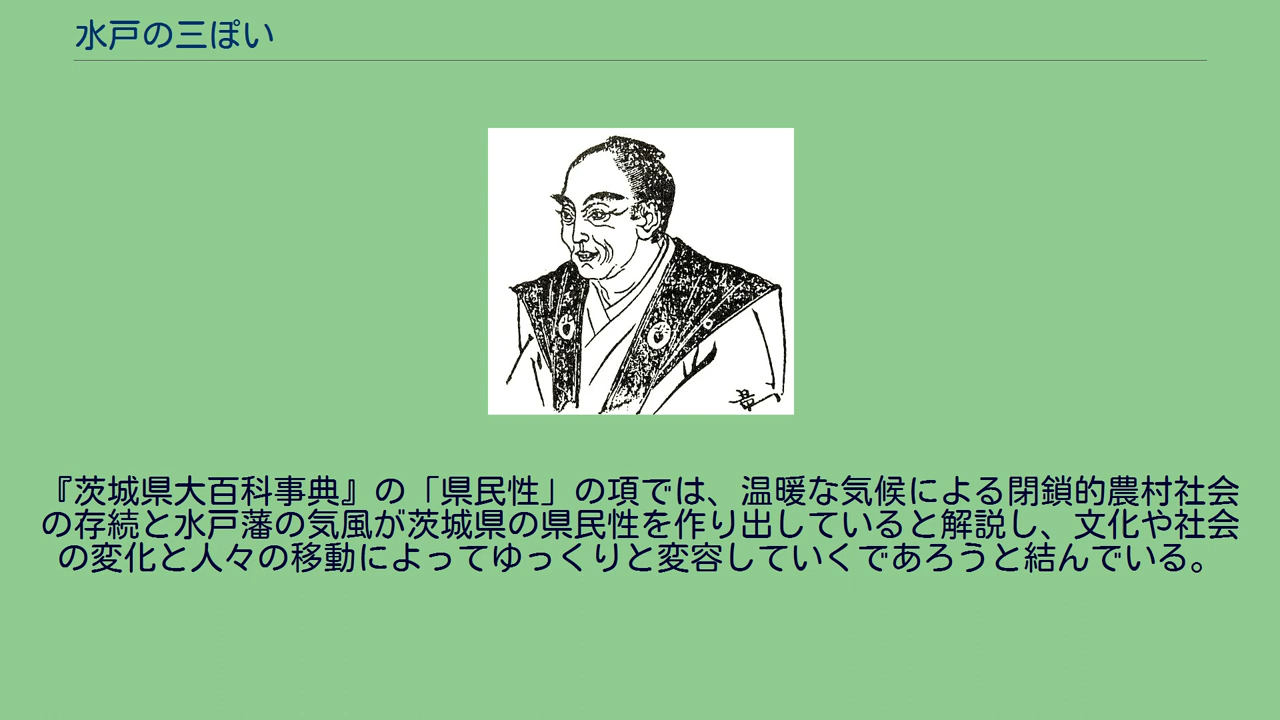 水戸の三ぽい
『茨城県大百科事典』の「県民性」の項では、温暖な気候による閉鎖的農村社会
の存続と水戸藩の気風が茨城県の県民性を作り出していると解説し、文化や社会
の変化と人々の移動によってゆっくりと変容していくであろうと結んでいる。